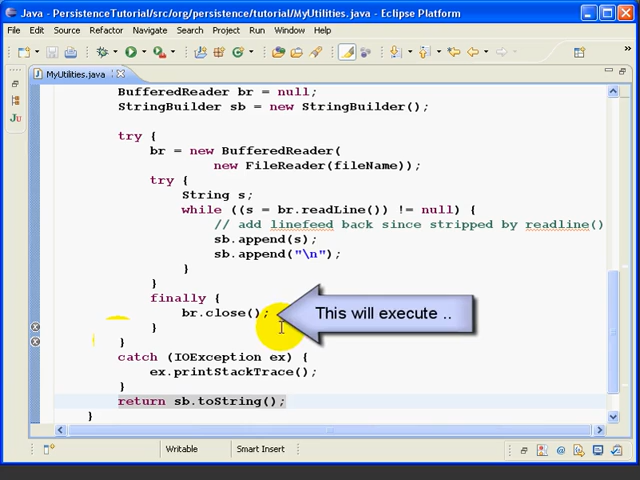 Java - PersistenceTutorial/src/org/persistence/tutorial/MyUtilities.java - Eclipse Platform
File Edit Source Refactor Navigate Search Project Run Window Help
MyUtilities.java
BufferedReader br = null;
StringBuilder sb = new StringBuilder();
try {
br = new BufferedReader(
new FileReader(fileName));
try {
String s;
while ((s = br.readLine()) != null) {
// add linefeed back since stripped by readline()
sb.append(s);
sb.append("\n");
}
}
finally {
br.close();
This will execute ..
}
}
catch (IOException ex) {
ex.printStackTrace();
}
return sb.toString();
}
Writable Smart Insert